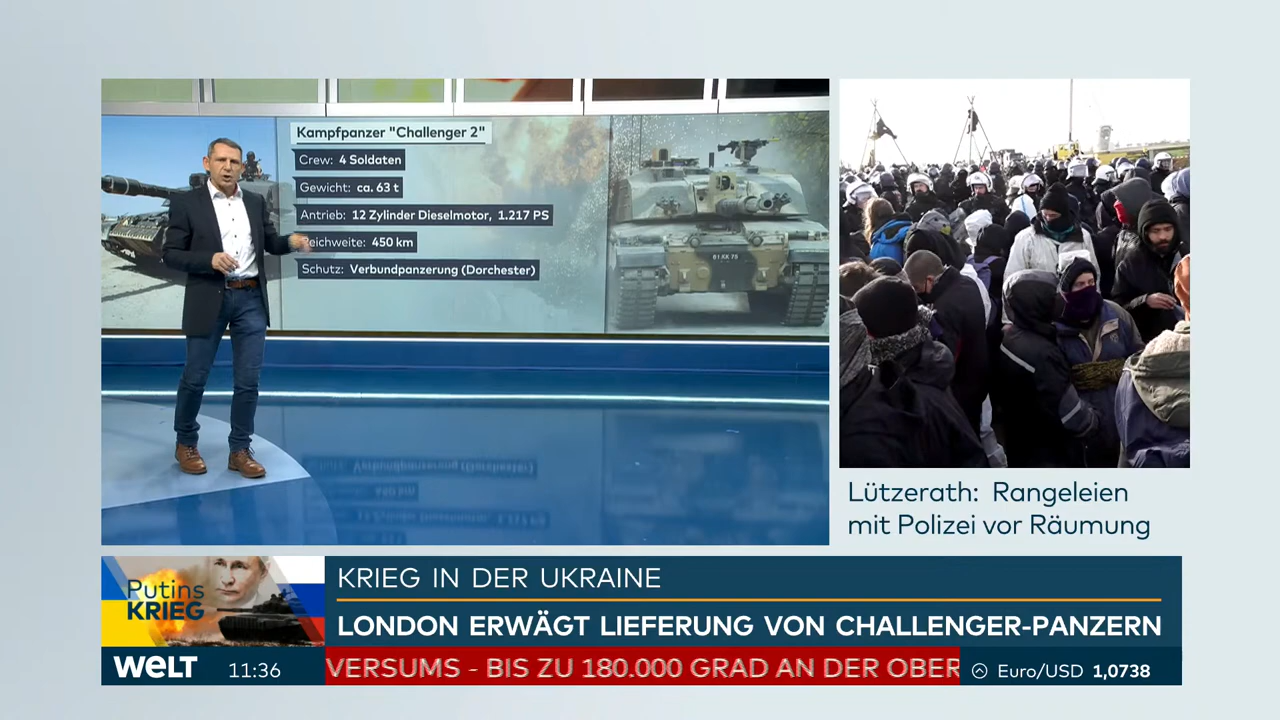 Kampfpanzer "Challenger 2"
Crew: 4 Soldaten
Gewicht: ca. 63 t
Antrieb: 12 Zylinder Dieselmotor, 1.217 PS
Reichweite: 450 km
Schutz: Verbundpanzerung (Dorchester)
Lützerath: Rangeleien
mit Polizei vor Räumung
Putins
KRIEG
KRIEG IN DER UKRAINE
LONDON ERWÄGT LIEFERUNG VON CHALLENGER-PANZERN
WELT 11:36
VERSUMS - BIS ZU 180.000 GRAD AN DER OBER
Euro/USD 1,0738